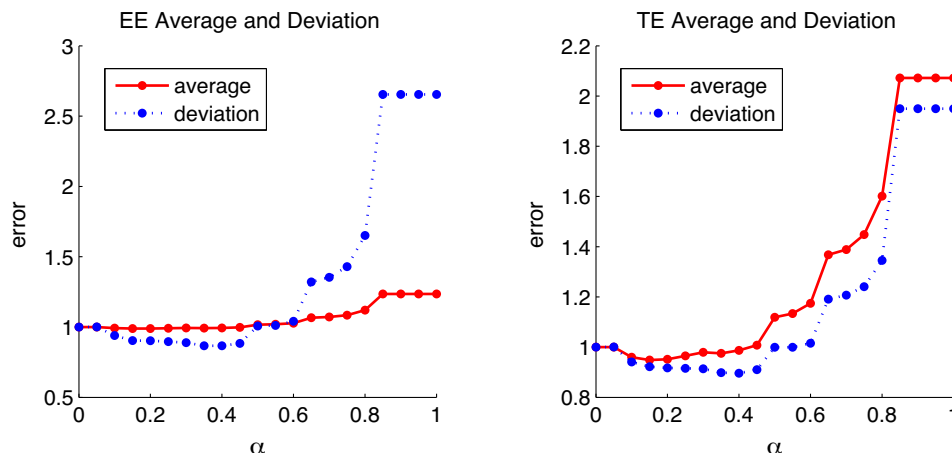 EE Average and Deviation
3
2.5
2
1.5
1
0.5
error
average
deviation
0
0.2
0.4
0.6
0.8
1
α
TE Average and Deviation
2.2
2
1.8
1.6
1.4
1.2
1
0.8
error
average
deviation
0
0.2
0.4
0.6
0.8
1
α